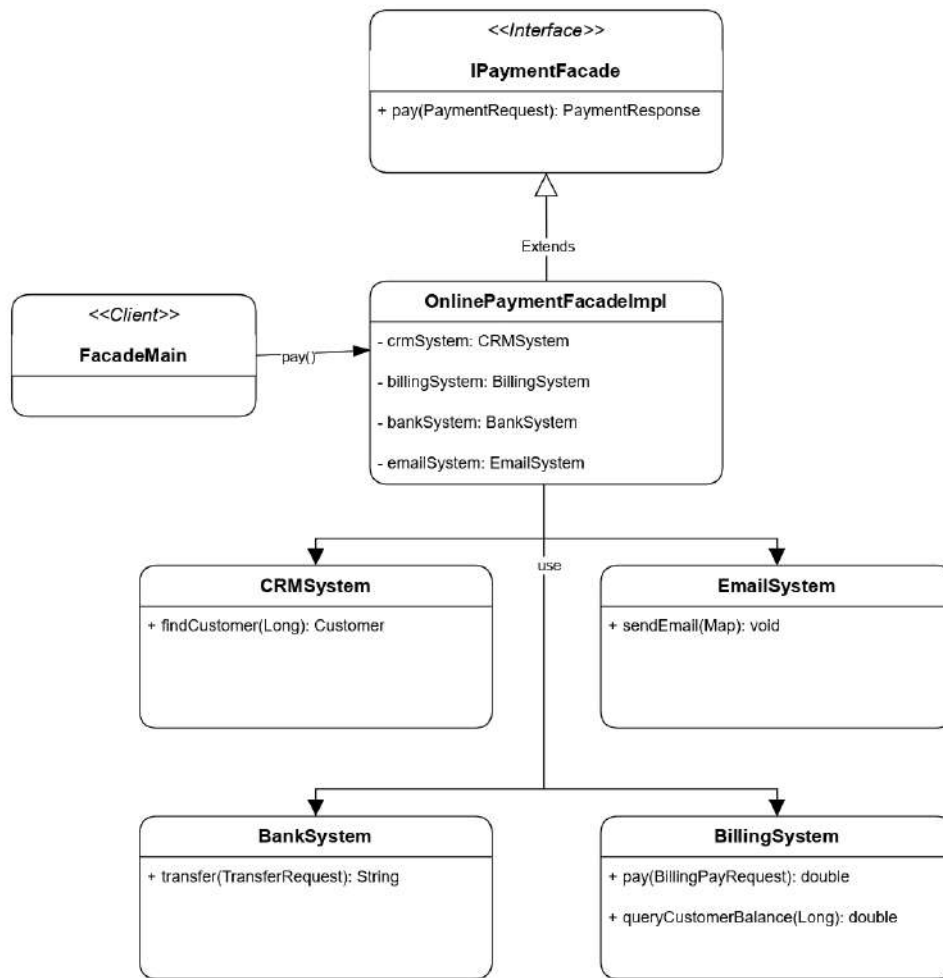 <<Interface>>
IPaymentFacade
+ pay(PaymentRequest): PaymentResponse
Extends
<<Client>>
FacadeMain
pay()
OnlinePaymentFacadeImpl
- crmSystem: CRMSystem
- billingSystem: BillingSystem
- bankSystem: BankSystem
- emailSystem: EmailSystem
use
CRMSystem
+ findCustomer(Long): Customer
EmailSystem
+ sendEmail(Map): void
BankSystem
+ transfer(TransferRequest): String
BillingSystem
+ pay(BillingPayRequest): double
+ queryCustomerBalance(Long): double